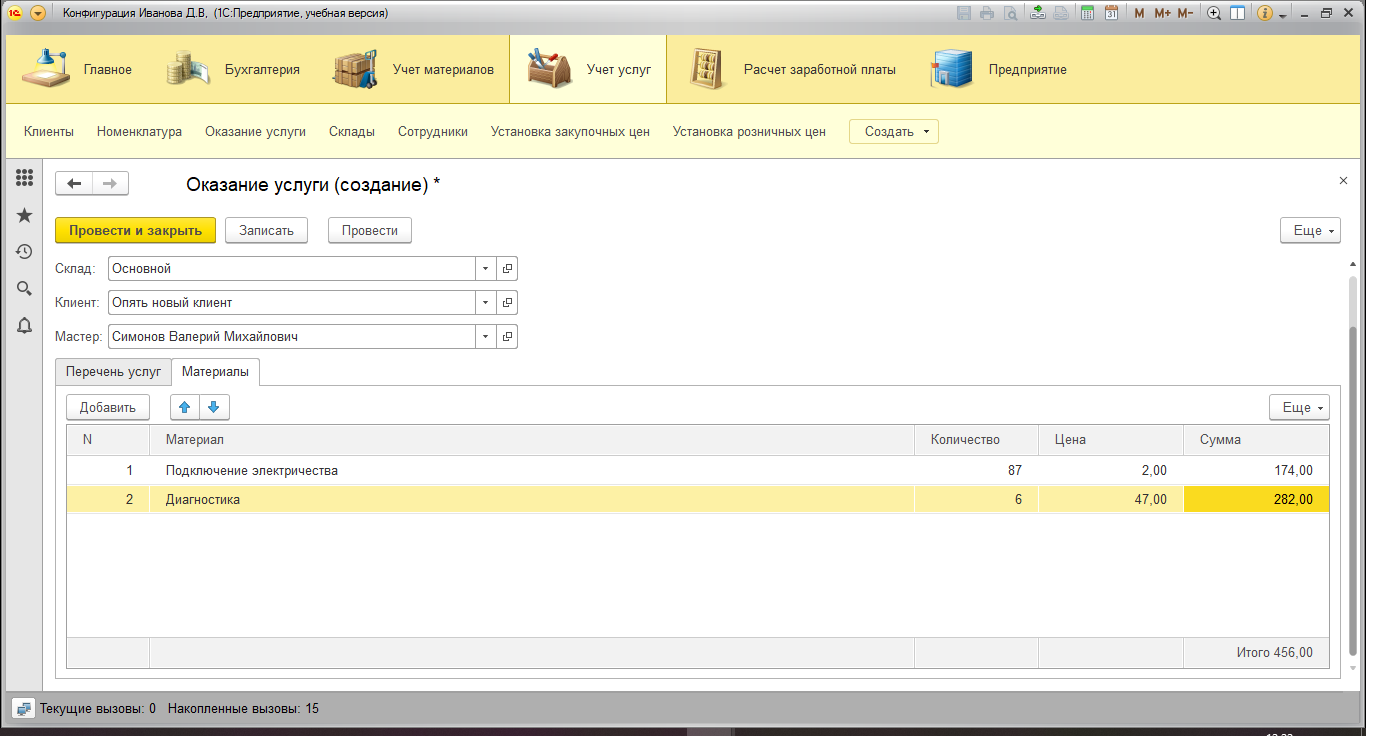 Конфигурация Иванова Д.В, (1С:Предприятие, учебная версия)
M M+ M-
31
Главное Бухгалтерия Учет материалов Учет услуг Расчет заработной платы Предприятие
Клиенты Номенклатура Оказание услуги Склады Сотрудники Установка закупочных цен Установка розничных цен Создать
Оказание услуги (создание) *
Провести и закрыть Записать Провести Еще
Склад: Основной
Клиент: Опять новый клиент
Мастер: Симонов Валерий Михайлович
Перечень услуг Материалы
Добавить Еще
N Материал Количество Цена Сумма
1 Подключение электричества 87 2,00 174,00
2 Диагностика 6 47,00 282,00
Итого 456,00
Текущие вызовы: 0 Накопленные вызовы: 15